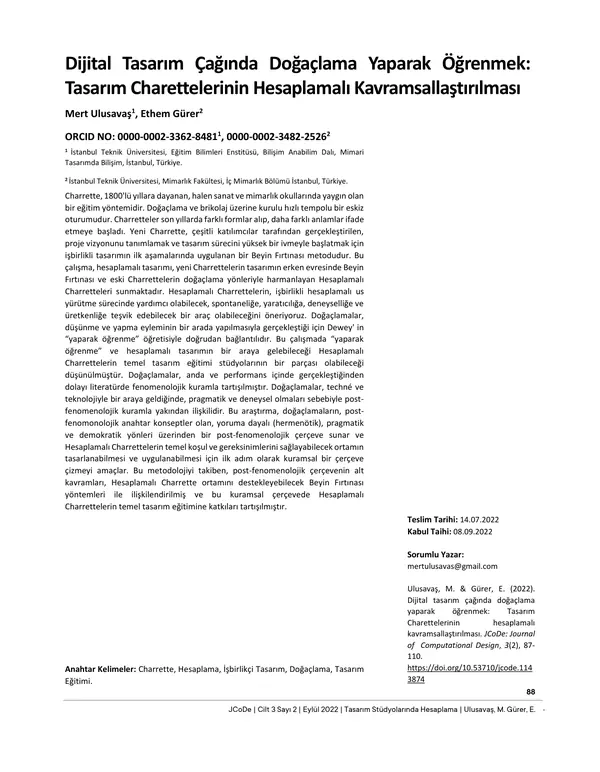 Dijital Tasarım Çağında Doğaçlama Yaparak Öğrenmek:
Tasarım Charettelerinin Hesaplamalı Kavramsallaştırılması
Mert Ulusavaş¹, Ethem Gürer²
ORCID NO: 0000-0002-3362-8481¹, 0000-0002-3482-2526²
¹ İstanbul Teknik Üniversitesi, Eğitim Bilimleri Enstitüsü, Bilişim Anabilim Dalı, Mimari
Tasarımda Bilişim, İstanbul, Türkiye.
² İstanbul Teknik Üniversitesi, Mimarlık Fakültesi, İç Mimarlık Bölümü İstanbul, Türkiye.
Charrette, 1800'lü yıllara dayanan, halen sanat ve mimarlık okullarında yaygın olan
bir eğitim yöntemidir. Doğaçlama ve brikolaj üzerine kurulu hızlı tempolu bir eskiz
oturumudur. Charretteler son yıllarda farklı formlar alıp, daha farklı anlamlar ifade
etmeye başladı. Yeni Charrette, çeşitli katılımcılar tarafından gerçekleştirilen,
proje vizyonunu tanımlamak ve tasarım sürecini yüksek bir ivmeyle başlatmak için
işbirlikli tasarımın ilk aşamalarında uygulanan bir Beyin Fırtınası metodudur. Bu
çalışma, hesaplamalı tasarımı, yeni Charrettelerin tasarımın erken evresinde Beyin
Fırtınası ve eski Charrettelerin doğaçlama yönleriyle harmanlayan Hesaplamalı
Charretteleri sunmaktadır. Hesaplamalı Charrettelerin, işbirlikli hesaplamalı us
yürütme sürecinde yardımcı olabilecek, spontaneliğe, yaratıcılığa, deneyselliğe ve
üretkenliğe teşvik edebilecek bir araç olabileceğini öneriyoruz. Doğaçlamalar,
düşünme ve yapma eyleminin bir arada yapılmasıyla gerçekleştiği için Dewey' in
“yaparak öğrenme” öğretisiyle doğrudan bağlantılıdır. Bu çalışmada “yaparak
öğrenme” ve hesaplamalı tasarımın bir araya gelebileceği Hesaplamalı
Charrettelerin temel tasarım eğitimi stüdyolarının bir parçası olabileceği
düşünülmüştür. Doğaçlamalar, anda ve performans içinde gerçekleştiğinden
dolayı literatürde fenomenolojik kuramla tartışılmıştır. Doğaçlamalar, techné ve
teknolojiyle bir araya geldiğinde, pragmatik ve deneysel olmaları sebebiyle post-
fenomenolojik kuramla yakından ilişkilidir. Bu araştırma, doğaçlamaların, post-
fenomonolojik anahtar konseptler olan, yoruma dayalı (hermenötik), pragmatik
ve demokratik yönleri üzerinden bir post-fenomenolojik çerçeve sunar ve
Hesaplamalı Charrettelerin temel koşul ve gereksinimlerini sağlayabilecek ortamın
tasarlanabilmesi ve uygulanabilmesi için ilk adım olarak kuramsal bir çerçeve
çizmeyi amaçlar. Bu metodolojiyi takiben, post-fenomenolojik çerçevenin alt
kavramları, Hesaplamalı Charrette ortamını destekleyebilecek Beyin Fırtınası
yöntemleri ile ilişkilendirilmiş ve bu kuramsal çerçevede Hesaplamalı
Charrettelerin temel tasarım eğitimine katkıları tartışılmıştır.
Teslim Tarihi: 14.07.2022
Kabul Taihi: 08.09.2022
Sorumlu Yazar:
mertulusavas@gmail.com
Ulusavaş, M. & Gürer, E. (2022).
Dijital tasarım çağında doğaçlama
yaparak öğrenmek: Tasarım
Charettelerinin hesaplamalı
kavramsallaştırılması. JCoDe: Journal
of Computational Design, 3(2), 87-
110.
https://doi.org/10.53710/jcode.114
3874
Anahtar Kelimeler: Charrette, Hesaplama, İşbirlikçi Tasarım, Doğaçlama, Tasarım
Eğitimi.
88
JCoDe | Cilt 3 Sayı 2 | Eylül 2022 | Tasarım Stüdyolarında Hesaplama | Ulusavaş, M. Gürer, E. -